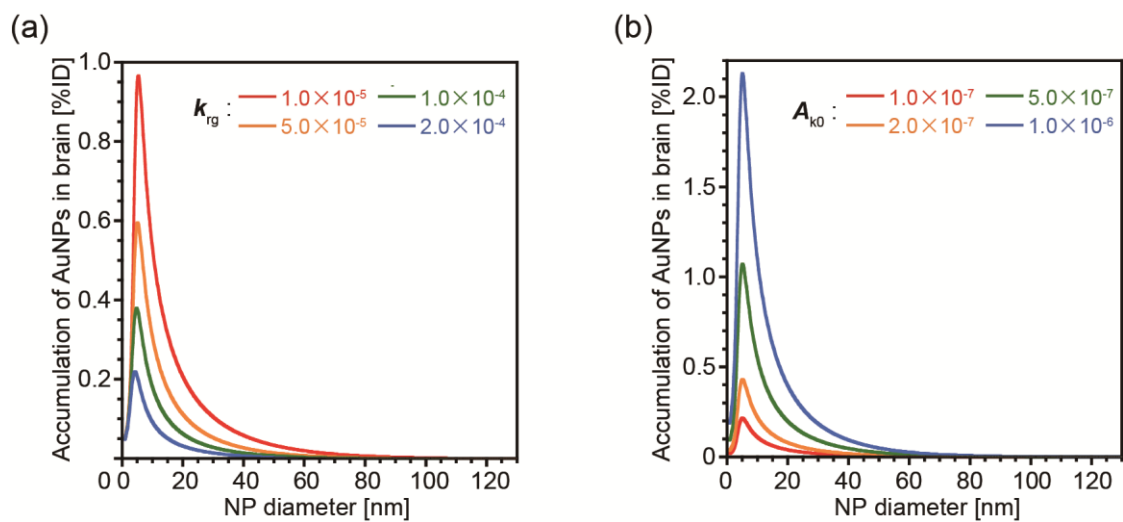 (a)
Accumulation of AuNPs in brain [%ID]
1.0
0.8
0.6
0.4
0.2
0 20 40 60 80 100 120
NP diameter [nm]
k_rg : 1.0×10^-5 1.0×10^-4
5.0×10^-5 2.0×10^-4
(b)
Accumulation of AuNPs in brain [%ID]
2.0
1.5
1.0
0.5
0
0 20 40 60 80 100 120
NP diameter [nm]
A_k0 : 1.0×10^-7 5.0×10^-7
2.0×10^-7 1.0×10^-6